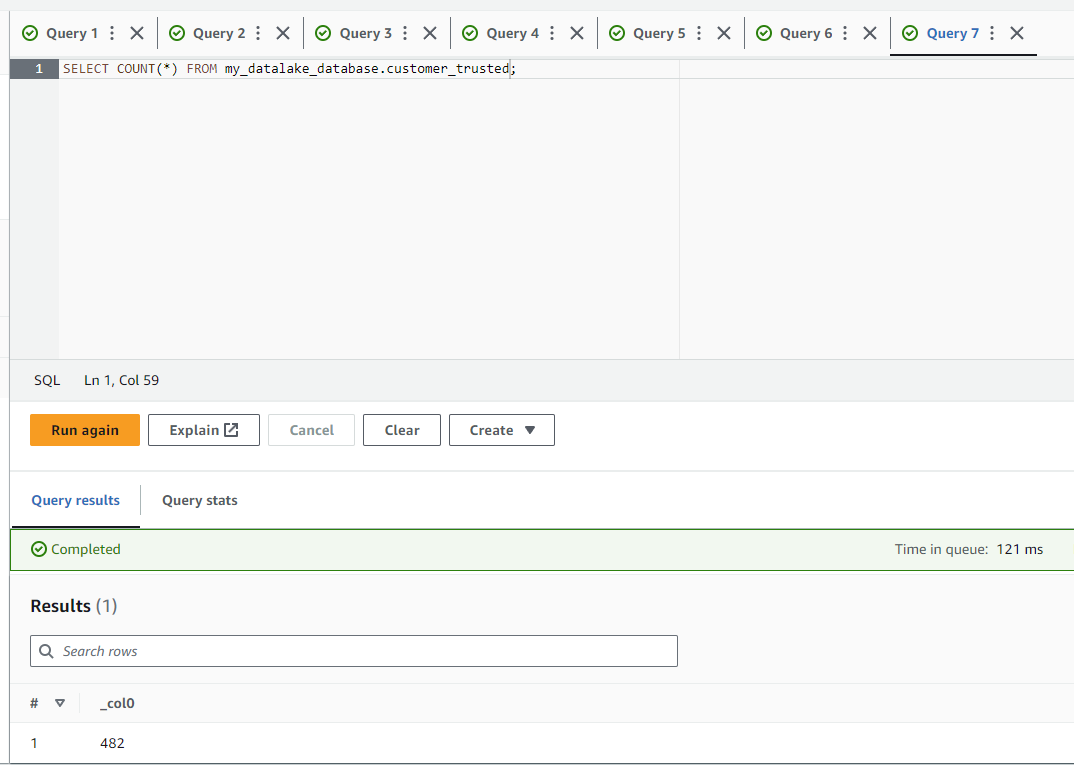 Query 1 Query 2 Query 3 Query 4 Query 5 Query 6 Query 7
1 SELECT COUNT(*) FROM my_datalake_database.customer_trusted;
SQL Ln 1, Col 59
Run again Explain Cancel Clear Create
Query results Query stats
Completed Time in queue: 121 ms
Results (1)
Search rows
# _col0
1 482